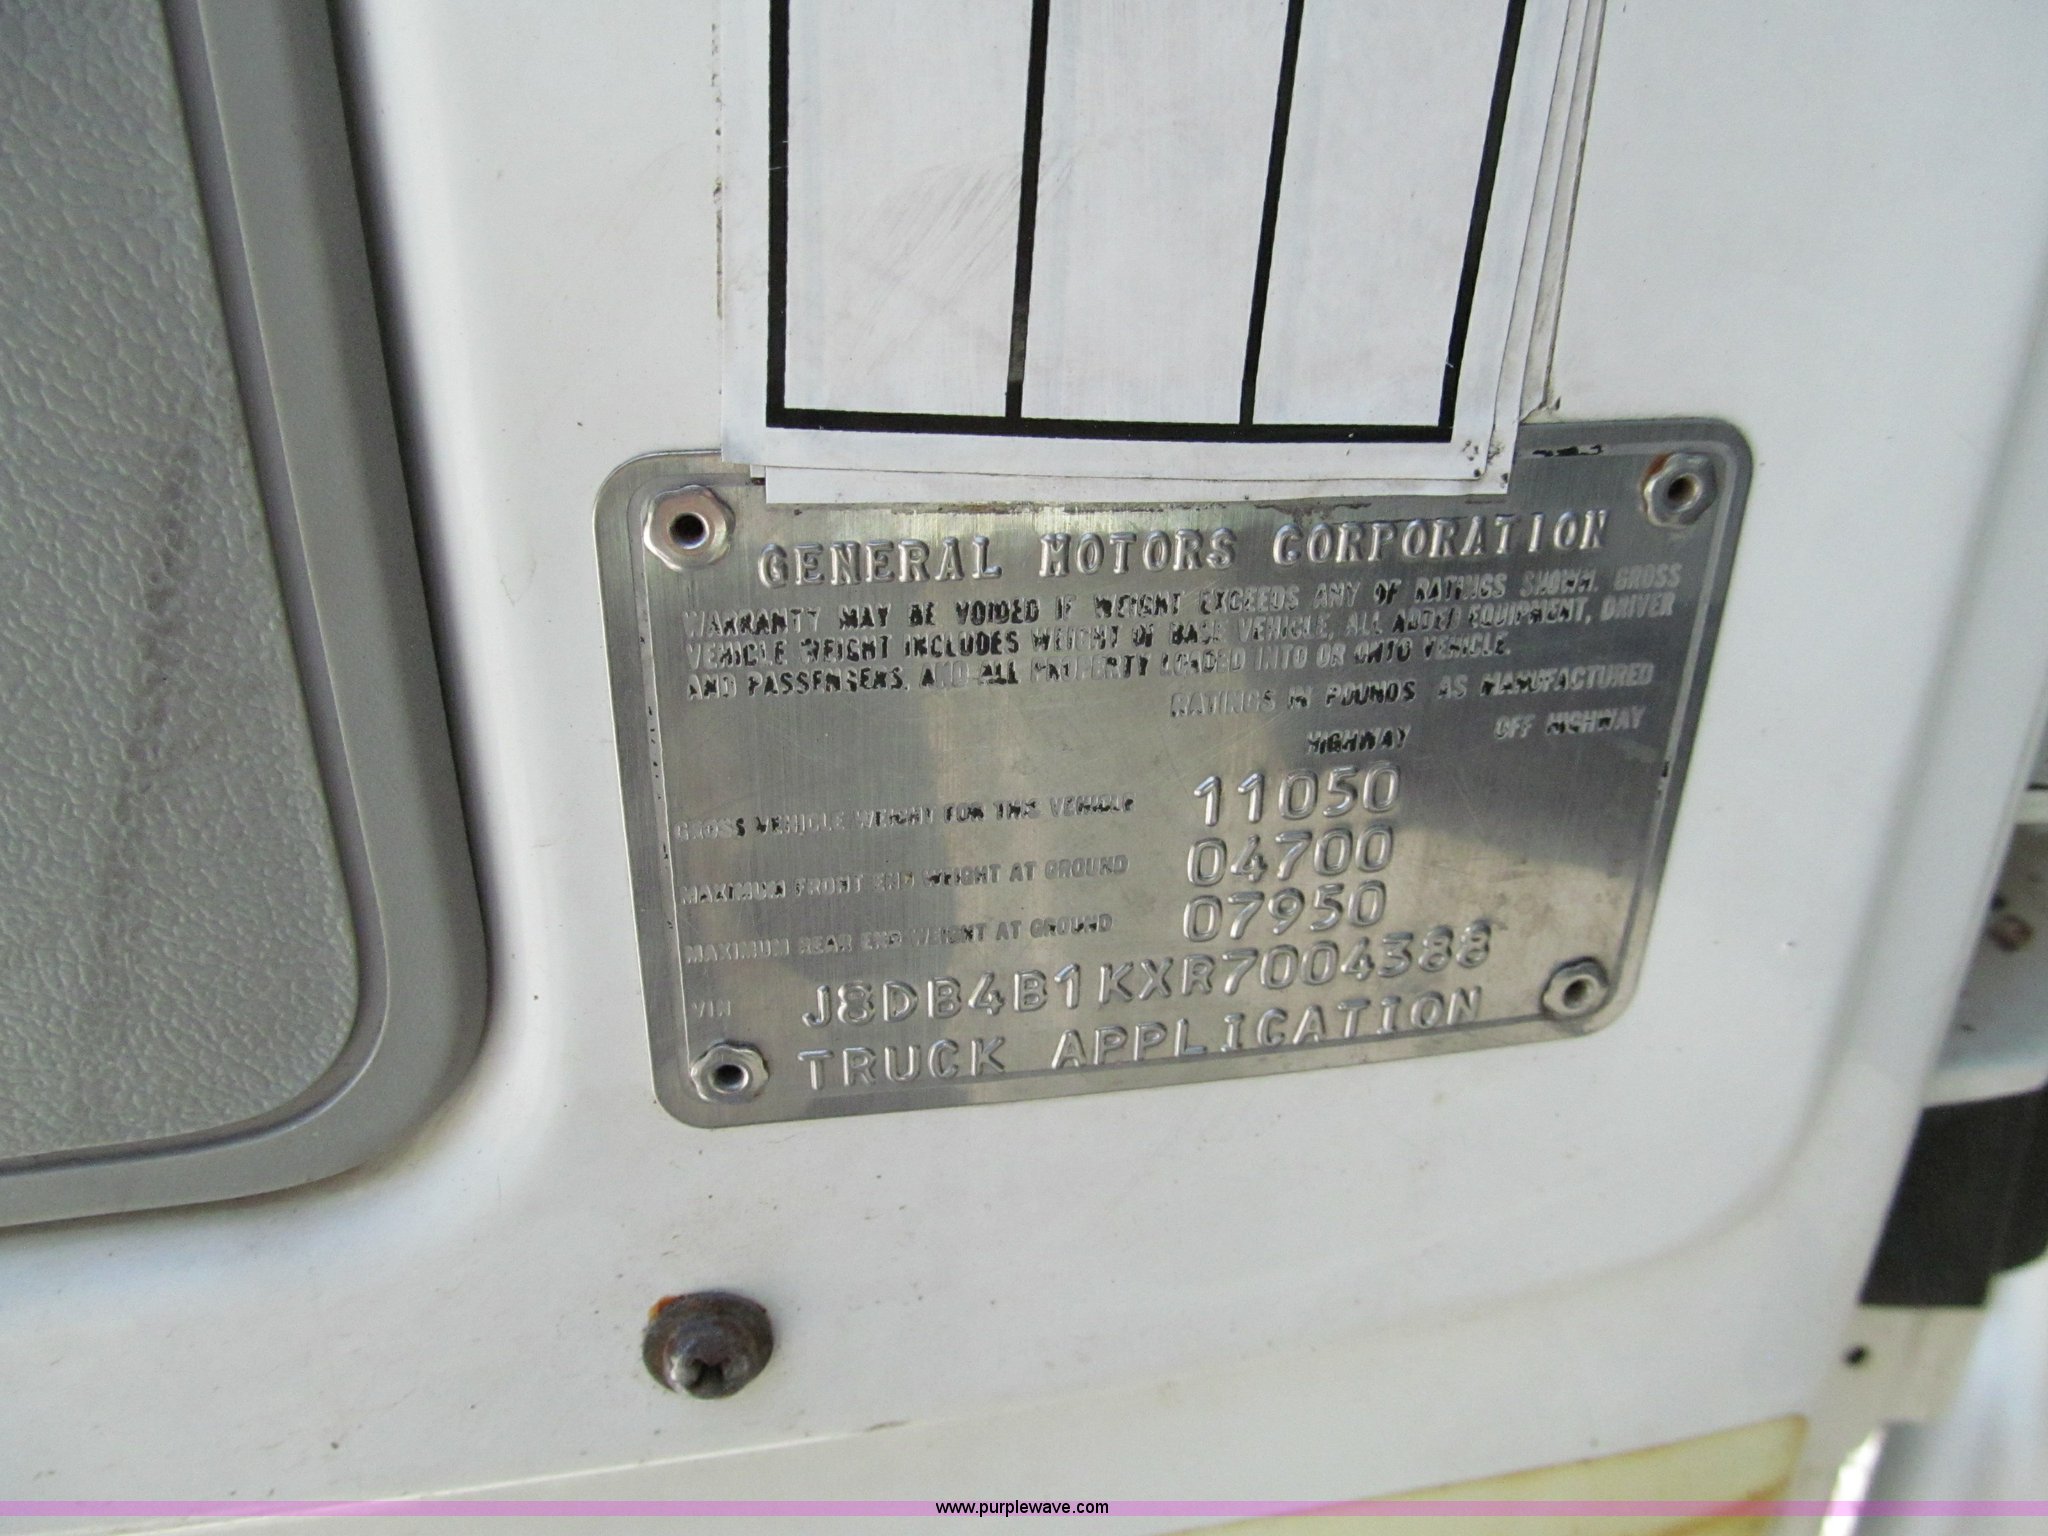 GENERAL MOTORS CORPORATION
WARRANTY MAY BE VOIDED IF WEIGHT EXCEEDS ANY OF RATINGS SHOWN. GROSS
VEHICLE WEIGHT INCLUDES WEIGHT OF BASE VEHICLE, ALL ADDED EQUIPMENT, DRIVER
AND PASSENGERS, AND ALL PROPERTY LOADED INTO OR ONTO VEHICLE.
RATINGS IN POUNDS AS MANUFACTURED
HIGHWAY OFF HIGHWAY
GROSS VEHICLE WEIGHT FOR THIS VEHICLE 11050
MAXIMUM FRONT END WEIGHT AT GROUND 04700
MAXIMUM REAR END WEIGHT AT GROUND 07950
VIN J8DB4B1KXR7004388
TRUCK APPLICATION
www.purplewave.com